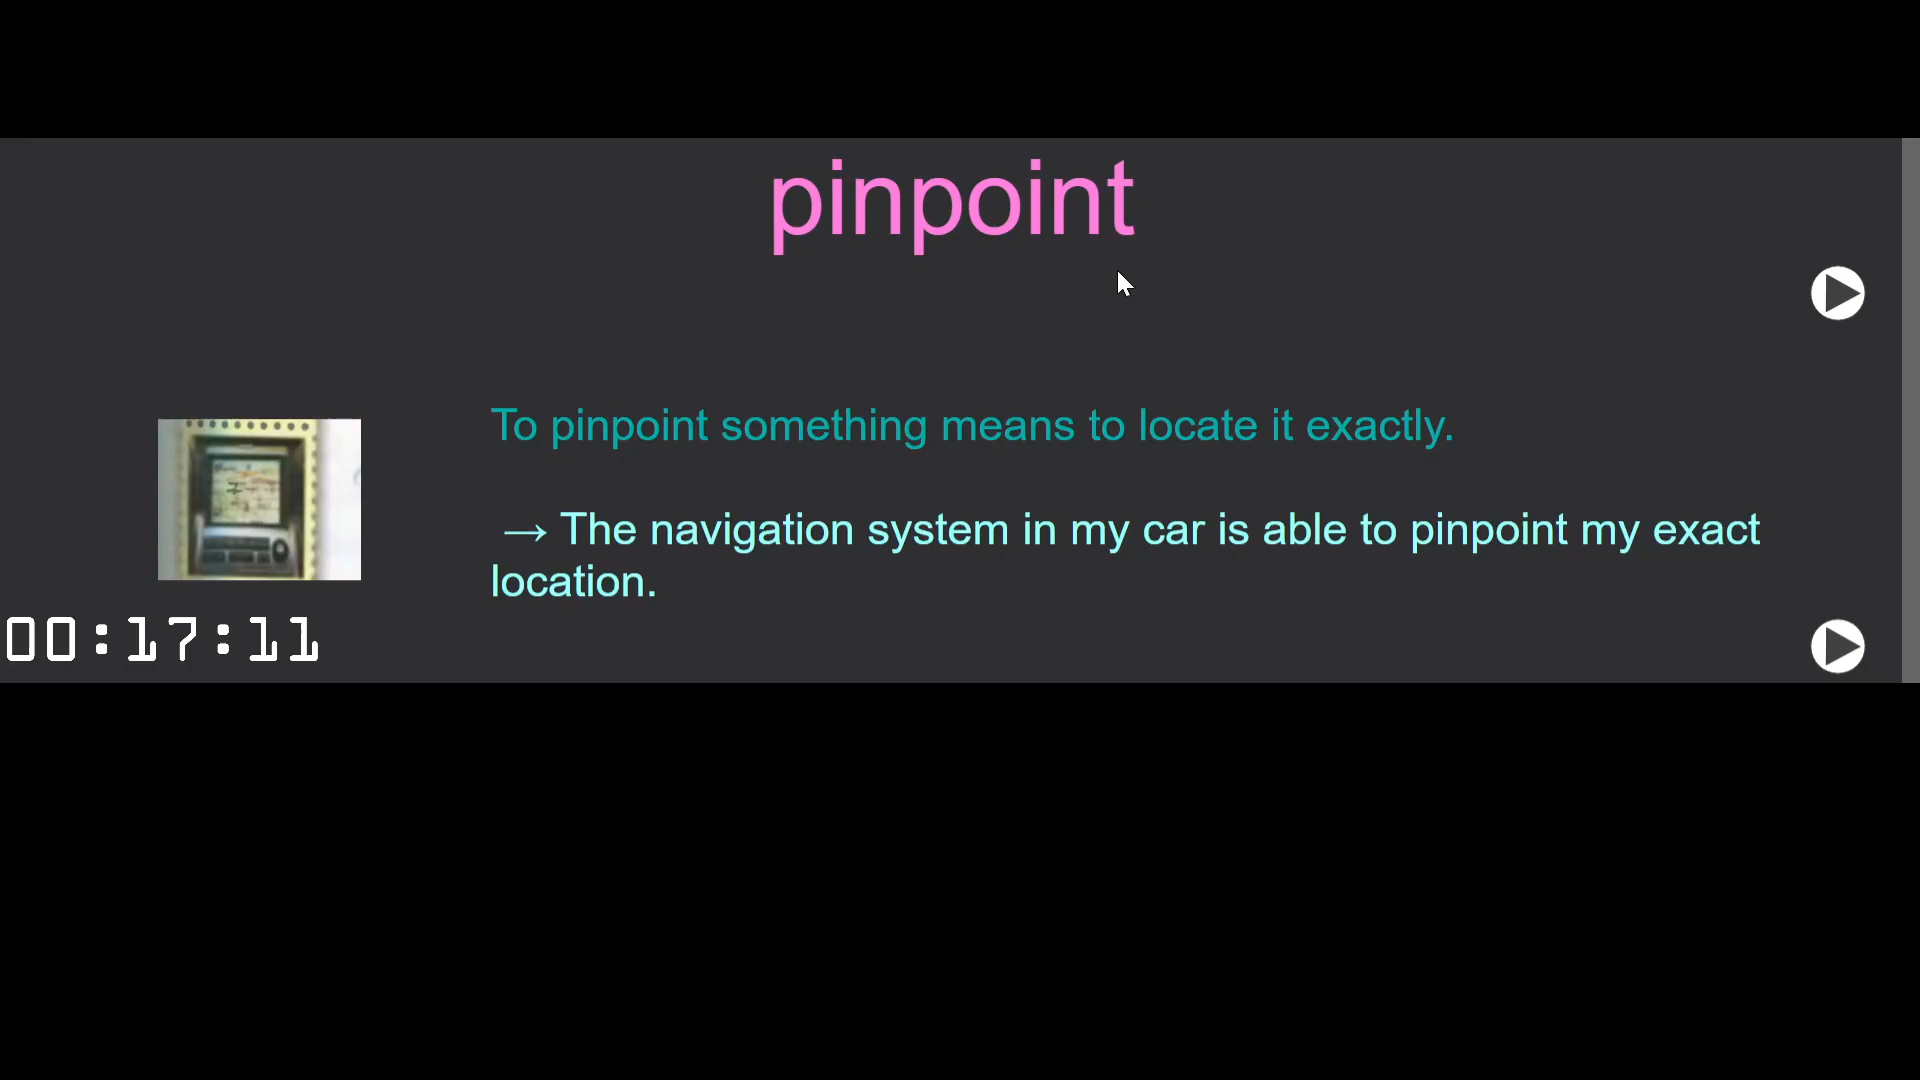 pinpoint
To pinpoint something means to locate it exactly.
→ The navigation system in my car is able to pinpoint my exact
location.
00:17:11